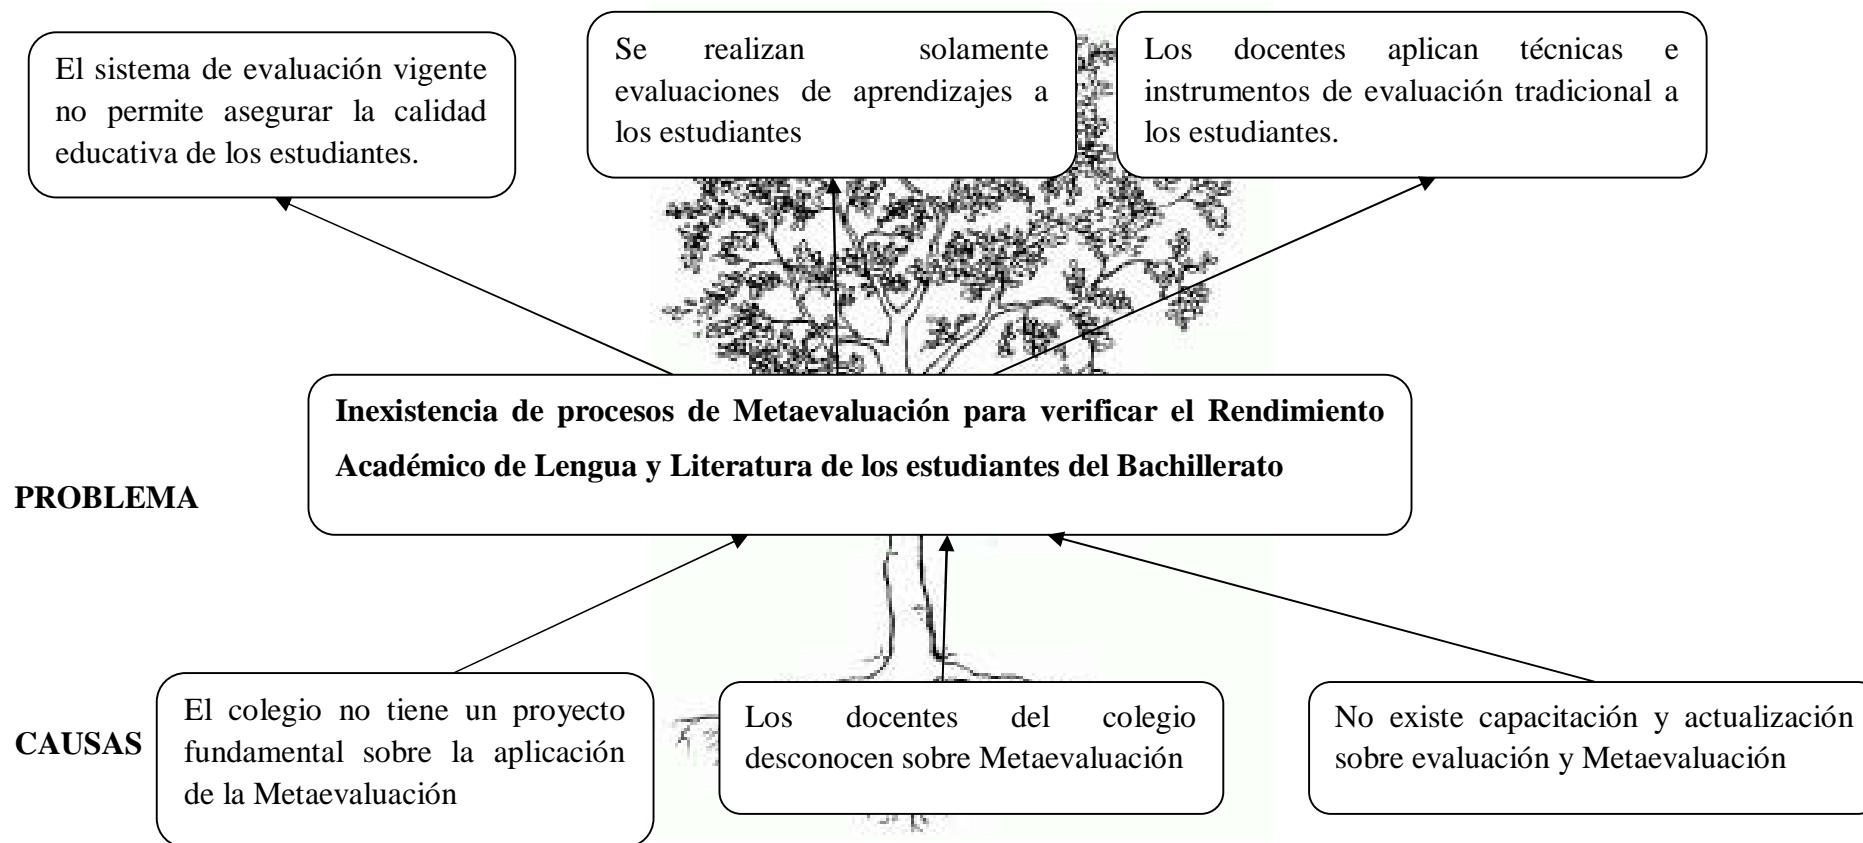 El sistema de evaluación vigente
no permite asegurar la calidad
educativa de los estudiantes.
Se realizan solamente
evaluaciones de aprendizajes a
los estudiantes
Los docentes aplican técnicas e
instrumentos de evaluación tradicional a
los estudiantes.
Inexistencia de procesos de Metaevaluación para verificar el Rendimiento
Académico de Lengua y Literatura de los estudiantes del Bachillerato
PROBLEMA
CAUSAS
El colegio no tiene un proyecto
fundamental sobre la aplicación
de la Metaevaluación
Los docentes del colegio
desconocen sobre Metaevaluación
No existe capacitación y actualización
sobre evaluación y Metaevaluación